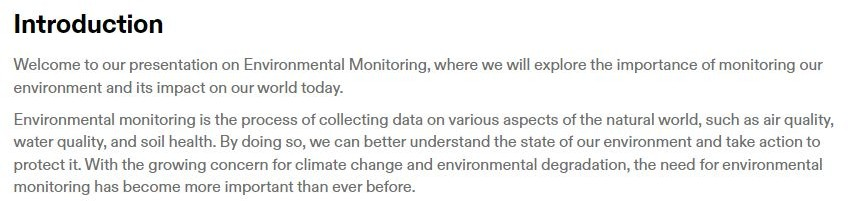 Introduction
Welcome to our presentation on Environmental Monitoring, where we will explore the importance of monitoring our
environment and its impact on our world today.
Environmental monitoring is the process of collecting data on various aspects of the natural world, such as air quality,
water quality, and soil health. By doing so, we can better understand the state of our environment and take action to
protect it. With the growing concern for climate change and environmental degradation, the need for environmental
monitoring has become more important than ever before.